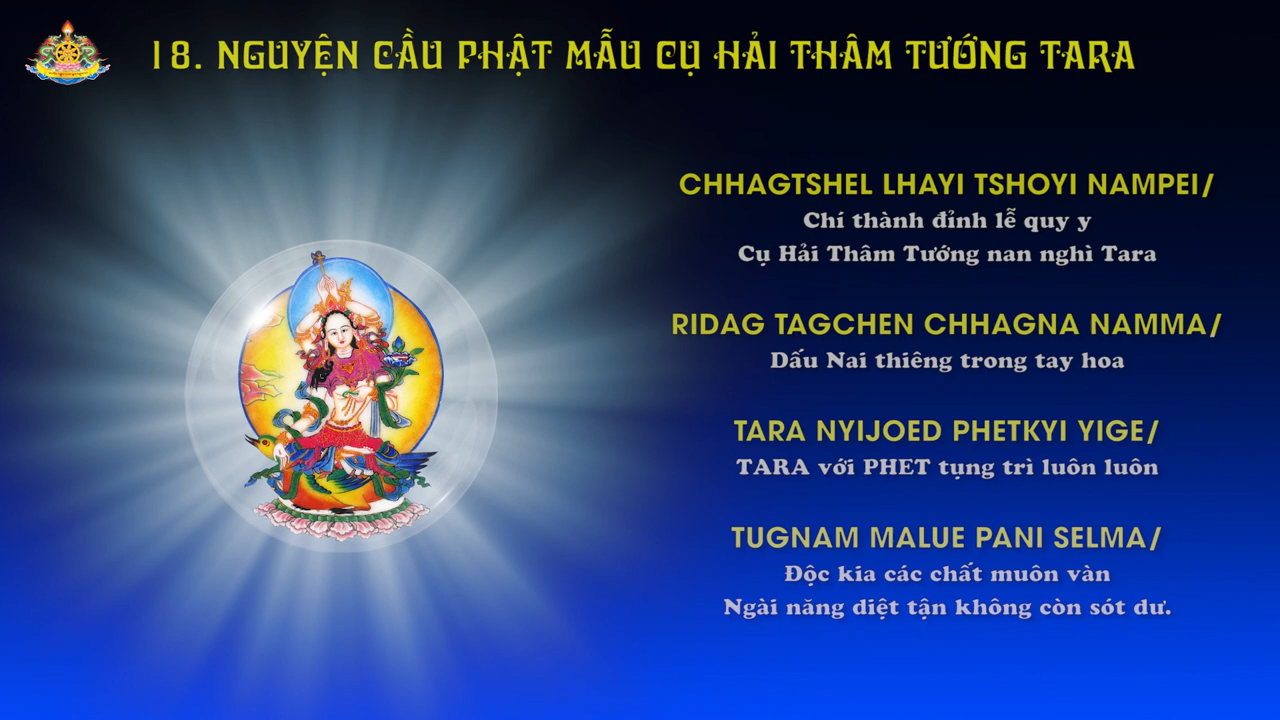 18. NGUYỆN CẦU PHẬT MẪU CỤ HẢI THÂM TƯỚNG TARA
CHHAGTSHEL LHAYI TSHOYI NAMPEI/
Chí thành đỉnh lễ quy y
Cụ Hải Thâm Tướng nan nghì Tara
RIDAG TAGCHEN CHHAGNA NAMMA/
Dấu Nai thiêng trong tay hoa
TARA NYIJOED PHETKYI YIGE/
TARA với PHET tụng trì luôn luôn
TUGNAM MALUE PANI SELMA/
Độc kia các chất muôn vàn
Ngài năng diệt tận không còn sót dư.